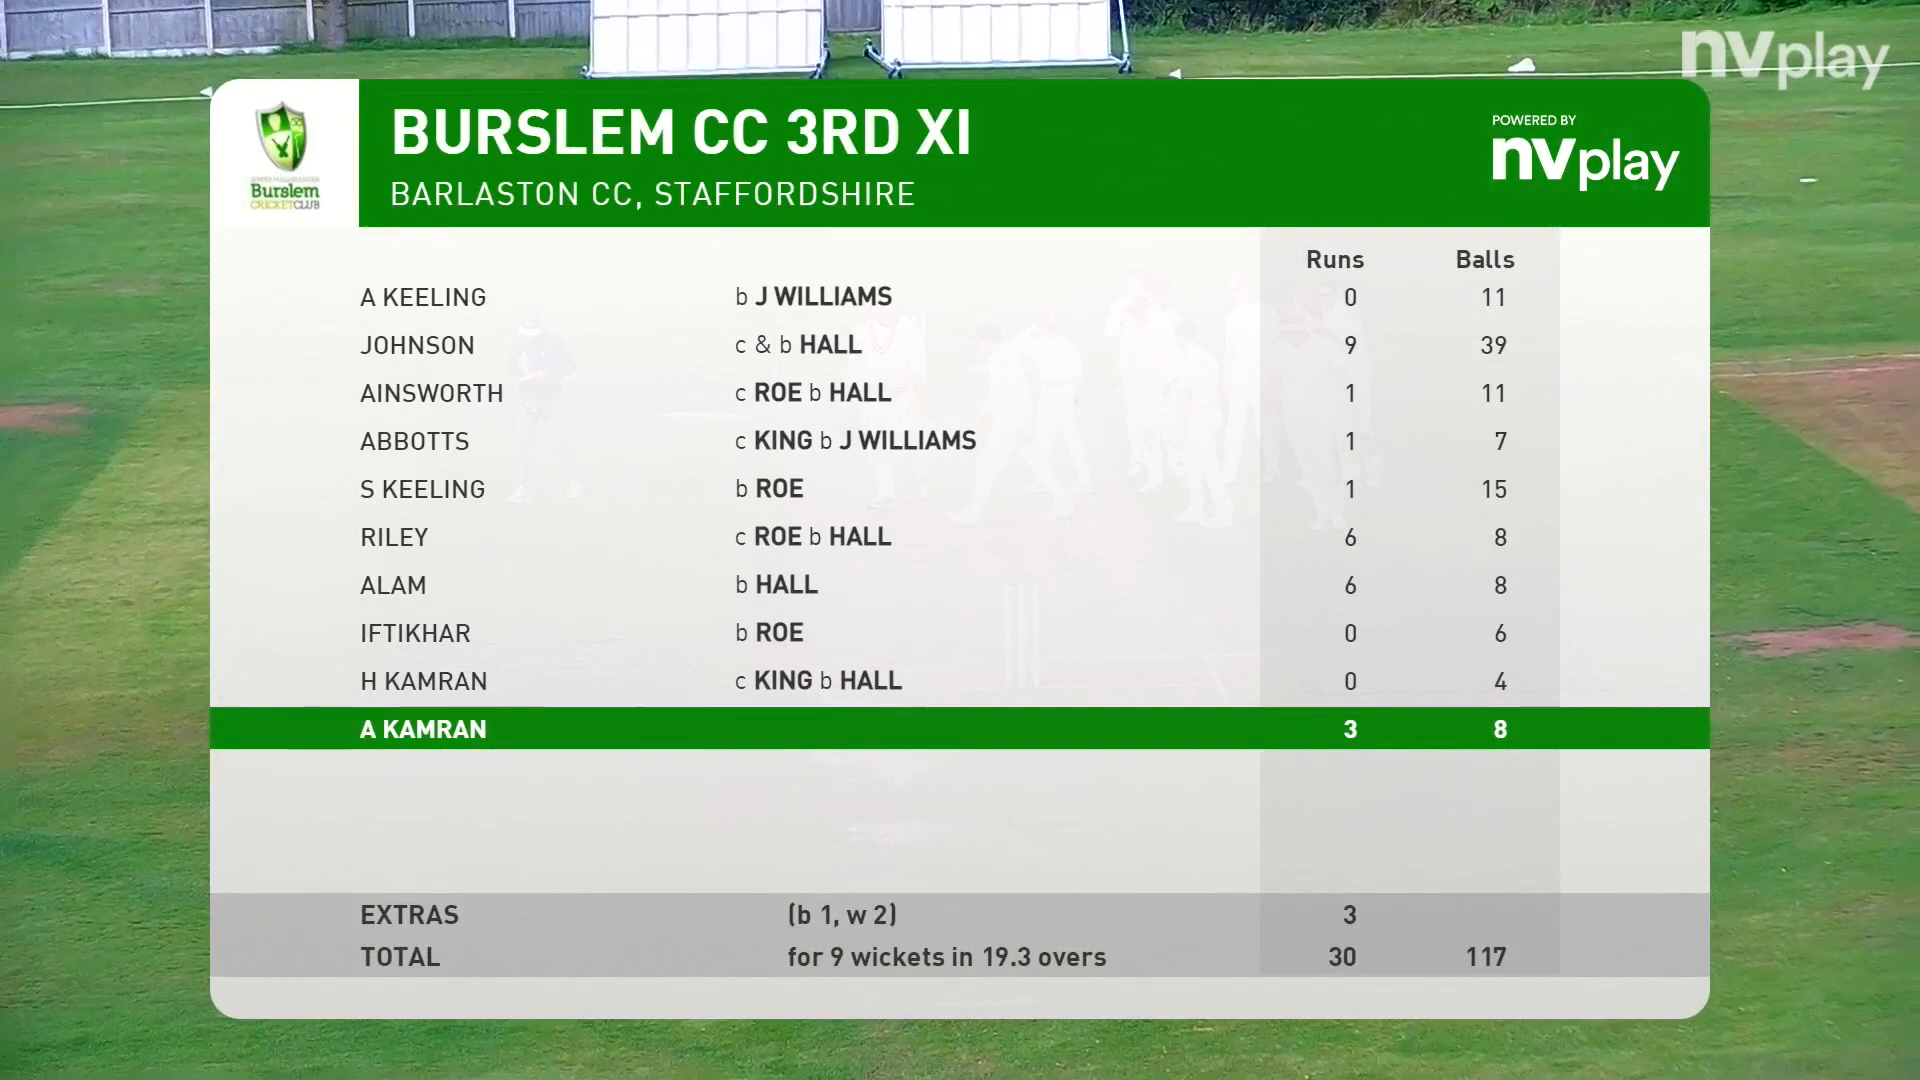 nvplay
BURSLEM CC 3RD XI
BARLASTON CC, STAFFORDSHIRE
POWERED BY
nvplay
Burslem
CRICKET CLUB
Runs Balls
A KEELING b J WILLIAMS 0 11
JOHNSON c & b HALL 9 39
AINSWORTH c ROE b HALL 1 11
ABBOTTS c KING b J WILLIAMS 1 7
S KEELING b ROE 1 15
RILEY c ROE b HALL 6 8
ALAM b HALL 6 8
IFTIKHAR b ROE 0 6
H KAMRAN c KING b HALL 0 4
A KAMRAN 3 8
EXTRAS (b 1, w 2) 3
TOTAL for 9 wickets in 19.3 overs 30 117